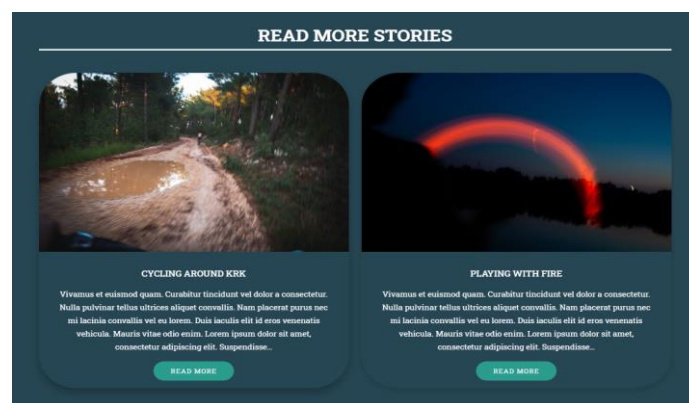 READ MORE STORIES
CYCLING AROUND KRK
Vivamus et euismod quam. Curabitur tincidunt vel dolor a consectetur.
Nulla pulvinar tellus ultrices aliquet convallis. Nam placerat purus nec
mi lacinia convallis vel eu lorem. Duis iaculis elit id eros venenatis
vehicula. Mauris vitae odio enim. Lorem ipsum dolor sit amet,
consectetur adipiscing elit. Suspendisse...
READ MORE
PLAYING WITH FIRE
Vivamus et euismod quam. Curabitur tincidunt vel dolor a consectetur.
Nulla pulvinar tellus ultrices aliquet convallis. Nam placerat purus nec
mi lacinia convallis vel eu lorem. Duis iaculis elit id eros venenatis
vehicula. Mauris vitae odio enim. Lorem ipsum dolor sit amet,
consectetur adipiscing elit. Suspendisse...
READ MORE